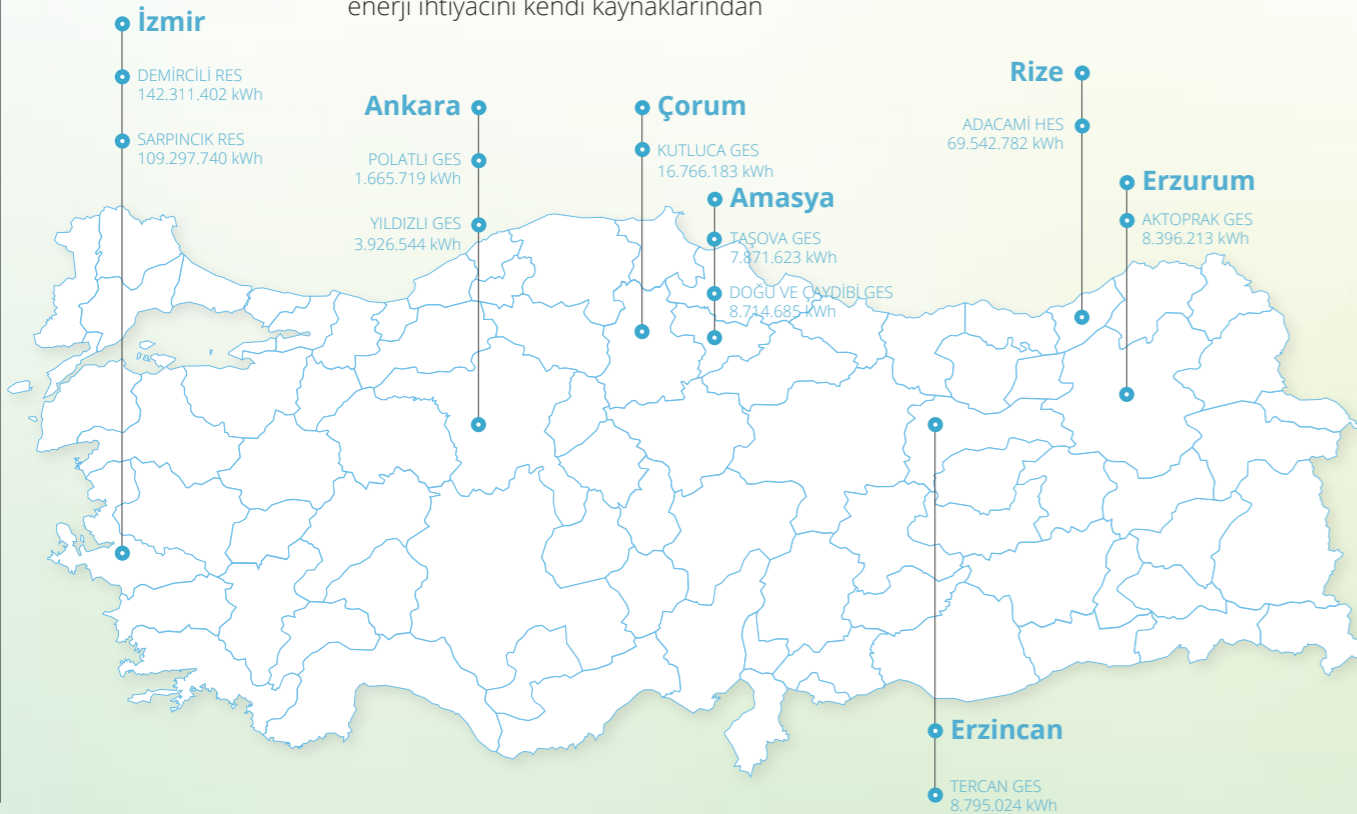 enerji ihtiyacını kendi kaynaklarından
İzmir
DEMİRCİLİ RES
142.311.402 kWh
SARPINCIK RES
109.297.740 kWh
Ankara
POLATLI GES
1.665.719 kWh
YILDIZLI GES
3.926.544 kWh
Çorum
KUTLUCA GES
16.766.183 kWh
Amasya
TAŞOVA GES
7.871.623 kWh
DOĞU VE ÇAYDİBİ GES
8.714.685 kWh
Rize
ADACAMİ HES
69.542.782 kWh
Erzurum
AKTOPRAK GES
8.396.213 kWh
Erzincan
TERCAN GES
8.795.024 kWh